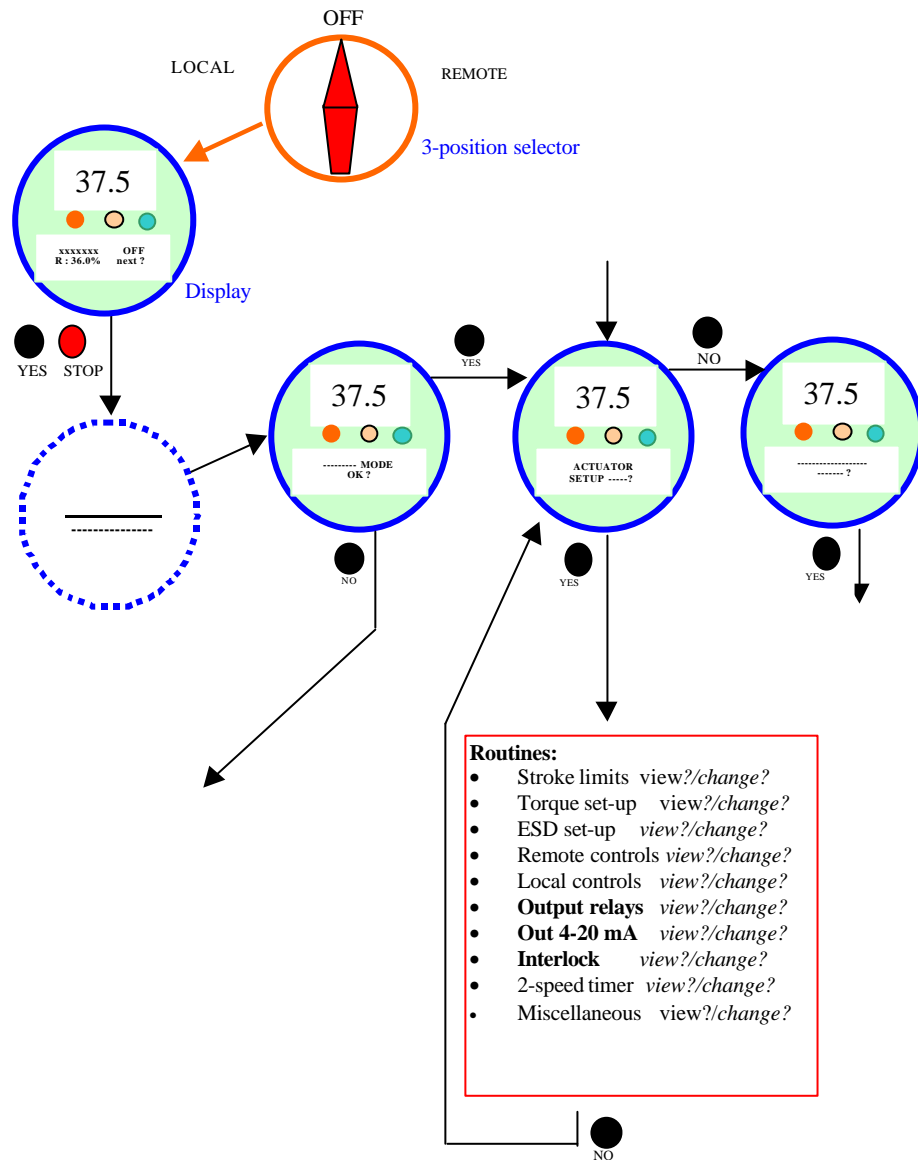 OFF
LOCAL
REMOTE
3-position selector
37.5
xxxxxxx OFF
R : 36.0% next ?
Display
YES STOP
YES
NO
37.5
--------- MODE
OK ?
37.5
ACTUATOR
SETUP -----?
37.5
-------------------
------- ?
---------------
NO
YES
YES
Routines:
• Stroke limits view?/change?
• Torque set-up view?/change?
• ESD set-up view?/change?
• Remote controls view?/change?
• Local controls view?/change?
• Output relays view?/change?
• Out 4-20 mA view?/change?
• Interlock view?/change?
• 2-speed timer view?/change?
• Miscellaneous view?/change?
NO